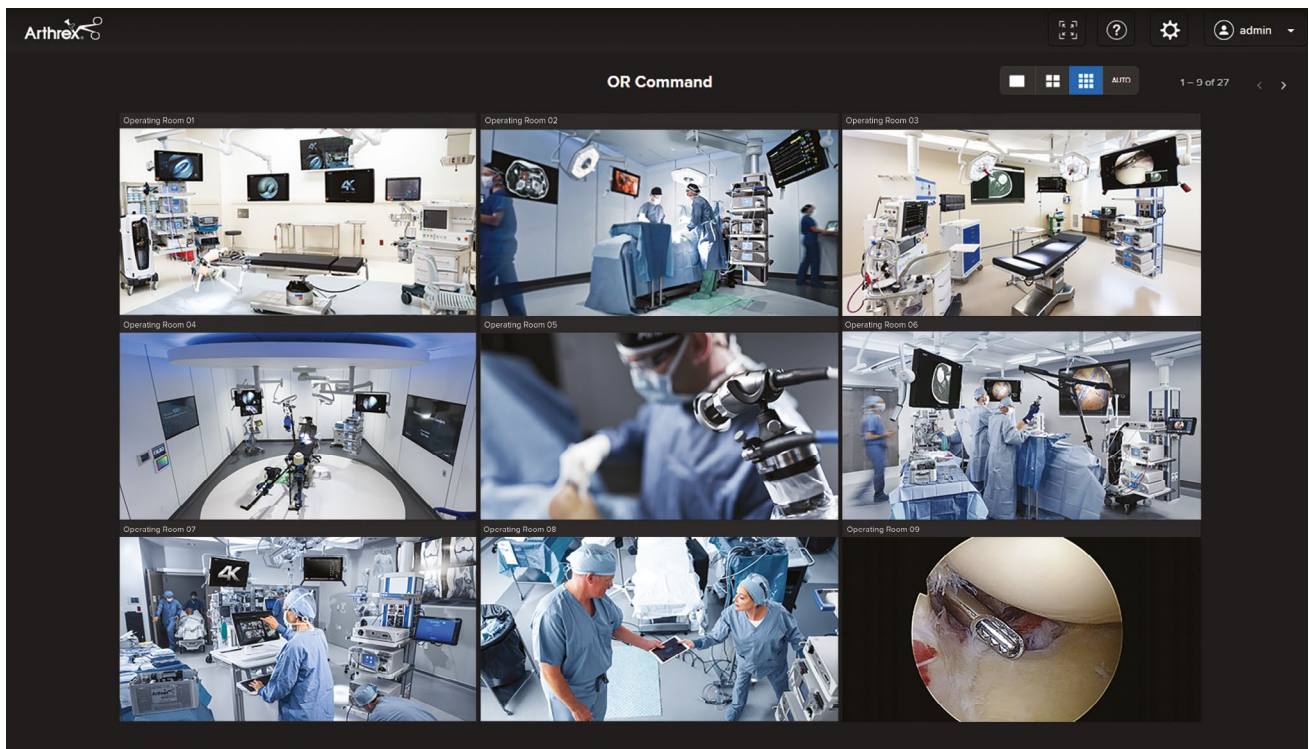 Arthrex
? admin
OR Command
AUTO 1 – 9 of 27
Operating Room 01 Operating Room 02 Operating Room 03
4K
4K
Operating Room 04 Operating Room 05 Operating Room 06
Operating Room 07 Operating Room 08 Operating Room 09
4K
Arthrex